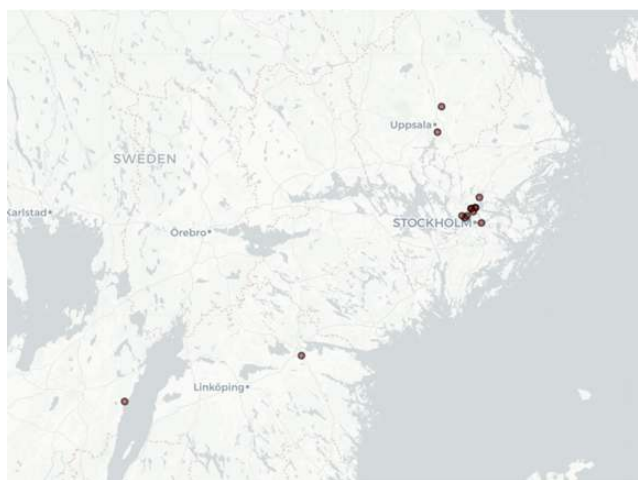 Uppsala
SWEDEN
Karlstad
STOCKHOLM
Örebro
Linköping